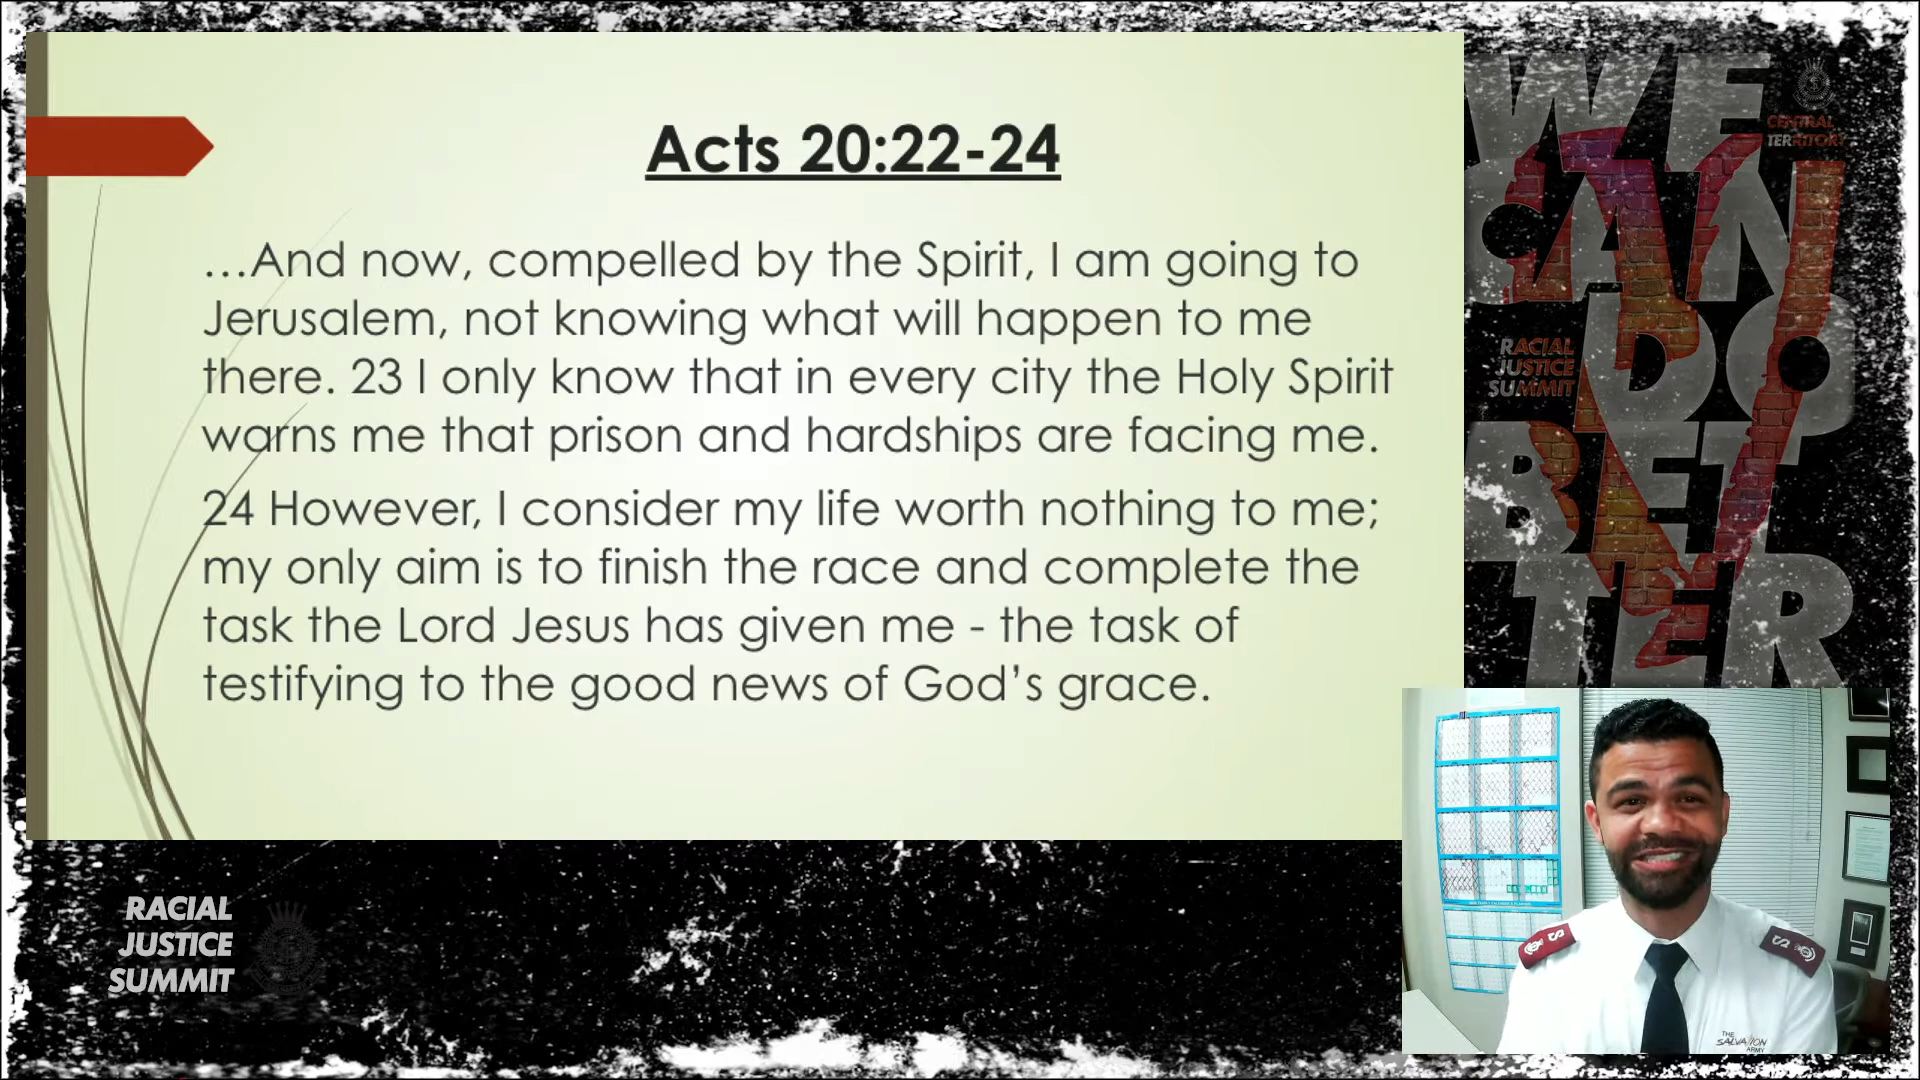 Acts 20:22-24
…And now, compelled by the Spirit, I am going to
Jerusalem, not knowing what will happen to me
there. 23 I only know that in every city the Holy Spirit
warns me that prison and hardships are facing me.
24 However, I consider my life worth nothing to me;
my only aim is to finish the race and complete the
task the Lord Jesus has given me - the task of
testifying to the good news of God’s grace.
WE
CENTRAL
TERRITORY
CAN
RACIAL
JUSTICE
SUMMIT
DO
BET
TER
RACIAL
JUSTICE
SUMMIT
S
S
THE
SALVATION
ARMY